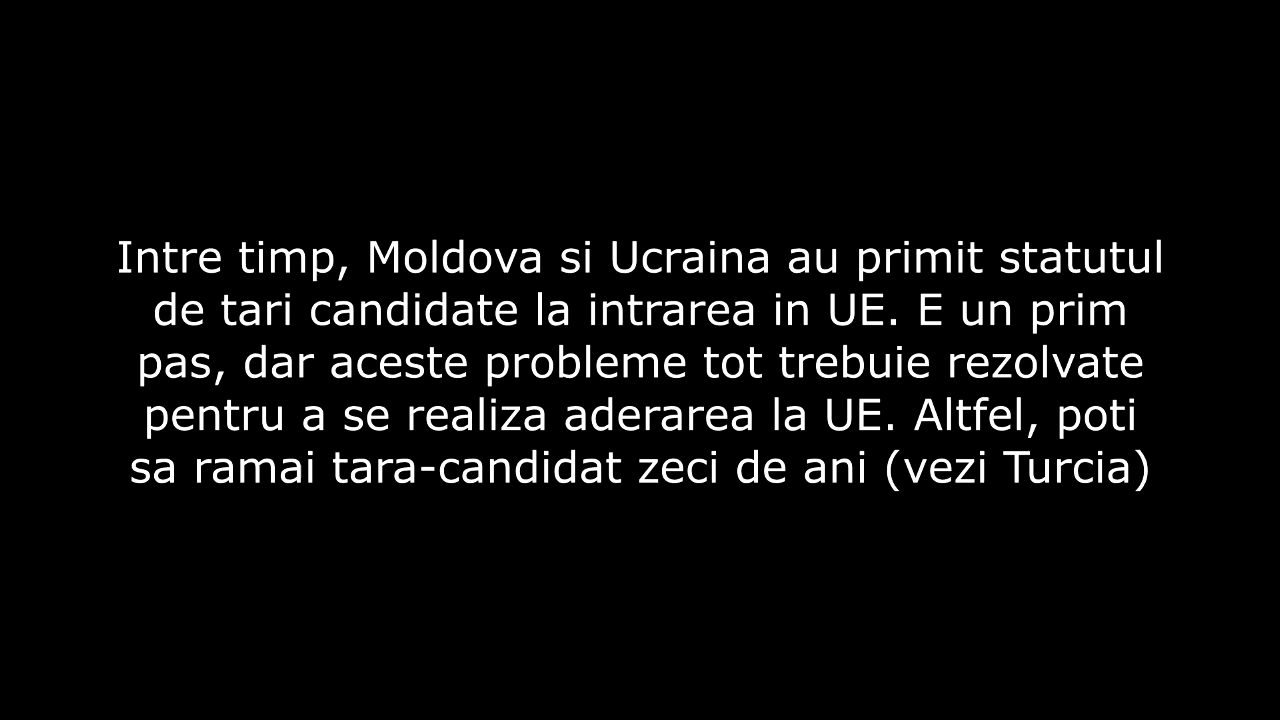 Intre timp, Moldova si Ucraina au primit statutul
de tari candidate la intrarea in UE. E un prim
pas, dar aceste probleme tot trebuie rezolvate
pentru a se realiza aderarea la UE. Altfel, poti
sa ramai tara-candidat zeci de ani (vezi Turcia)